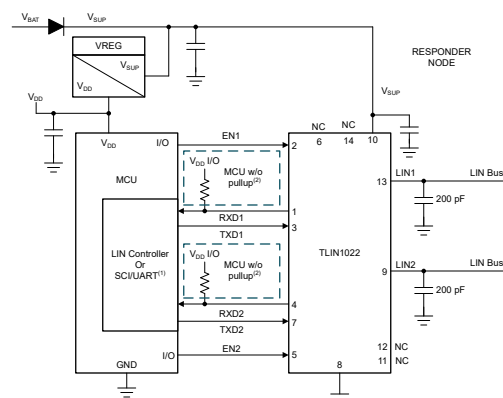 VBAT
VSUP
VREG
VSUP
VDD
RESPONDER
NODE
VSUP
VDD
VDD
I/O
EN1
2
NC
6
NC
14
10
MCU
VDD I/O
MCU w/o
pullup(2)
13
LIN1
LIN Bus
200 pF
1
RXD1
3
TXD1
LIN Controller
Or
SCI/UART(1)
TLIN1022
VDD I/O
MCU w/o
pullup(2)
9
LIN2
LIN Bus
200 pF
4
RXD2
7
TXD2
12 NC
11 NC
I/O
EN2
5
GND
8